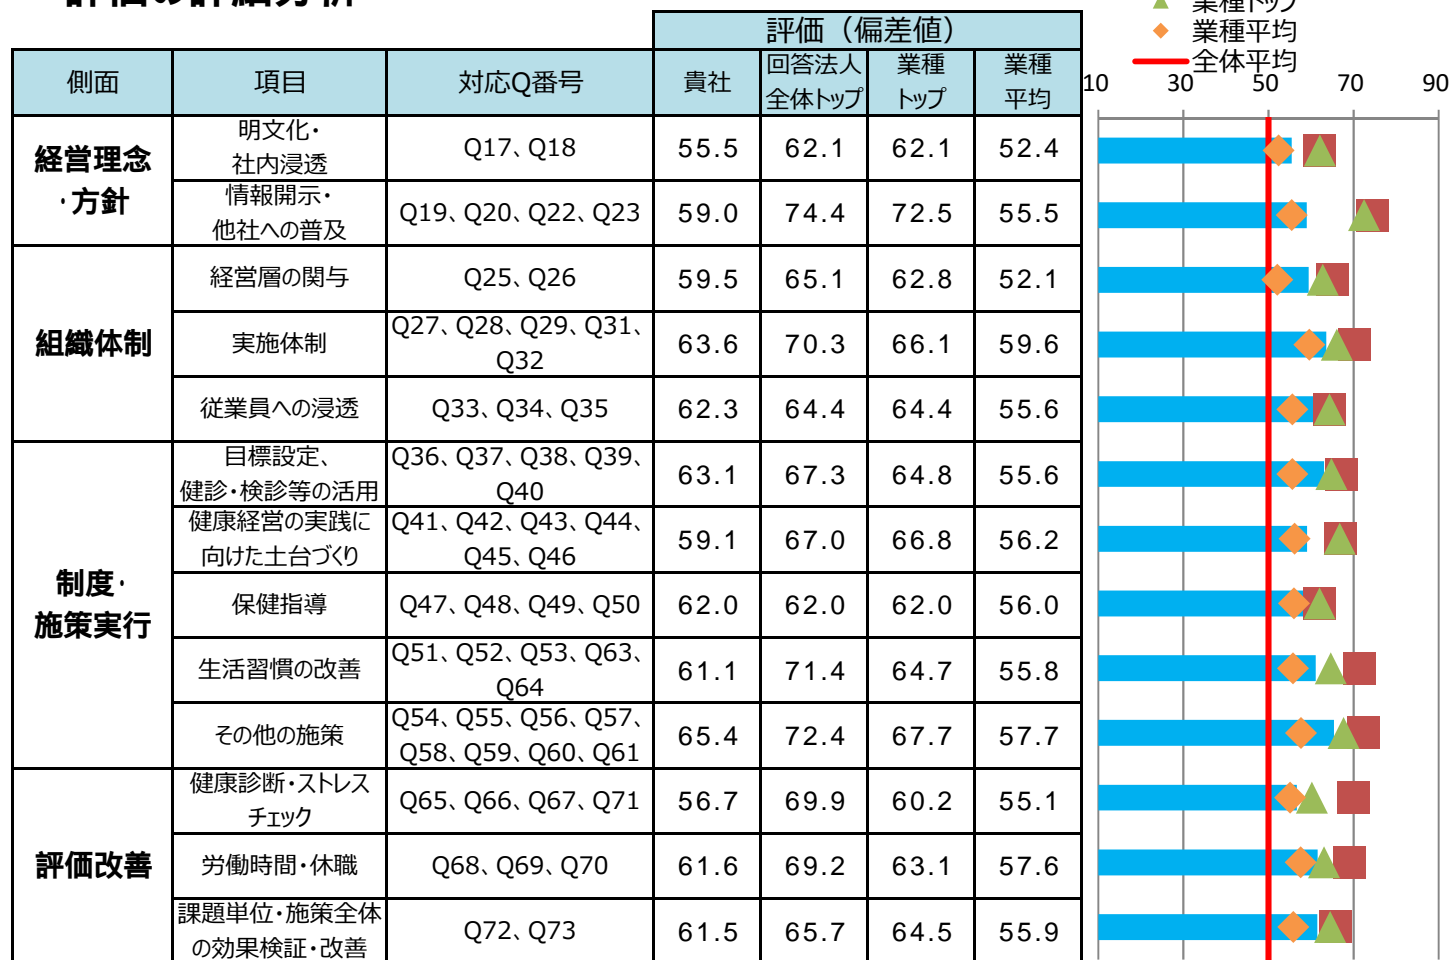 評価の詳細分析
業種トップ
業種平均
全体平均
評価（偏差値）
側面 項目 対応Q番号 貴社 回答法人 業種 業種
全体トップ トップ 平均
10 30 50 70 90
経営理念
・方針
明文化・
社内浸透
Q17、Q18 55.5 62.1 62.1 52.4
情報開示・
他社への普及
Q19、Q20、Q22、Q23 59.0 74.4 72.5 55.5
組織体制
経営層の関与 Q25、Q26 59.5 65.1 62.8 52.1
実施体制
Q27、Q28、Q29、Q31、
Q32
63.6 70.3 66.1 59.6
従業員への浸透 Q33、Q34、Q35 62.3 64.4 64.4 55.6
制度・
施策実行
目標設定、
健診・検診等の活用
Q36、Q37、Q38、Q39、
Q40
63.1 67.3 64.8 55.6
健康経営の実践に
向けた土台づくり
Q41、Q42、Q43、Q44、
Q45、Q46
59.1 67.0 66.8 56.2
保健指導 Q47、Q48、Q49、Q50 62.0 62.0 62.0 56.0
生活習慣の改善
Q51、Q52、Q53、Q63、
Q64
61.1 71.4 64.7 55.8
その他の施策
Q54、Q55、Q56、Q57、
Q58、Q59、Q60、Q61
65.4 72.4 67.7 57.7
評価改善
健康診断・ストレス
チェック
Q65、Q66、Q67、Q71 56.7 69.9 60.2 55.1
労働時間・休職 Q68、Q69、Q70 61.6 69.2 63.1 57.6
課題単位・施策全体
の効果検証・改善
Q72、Q73 61.5 65.7 64.5 55.9